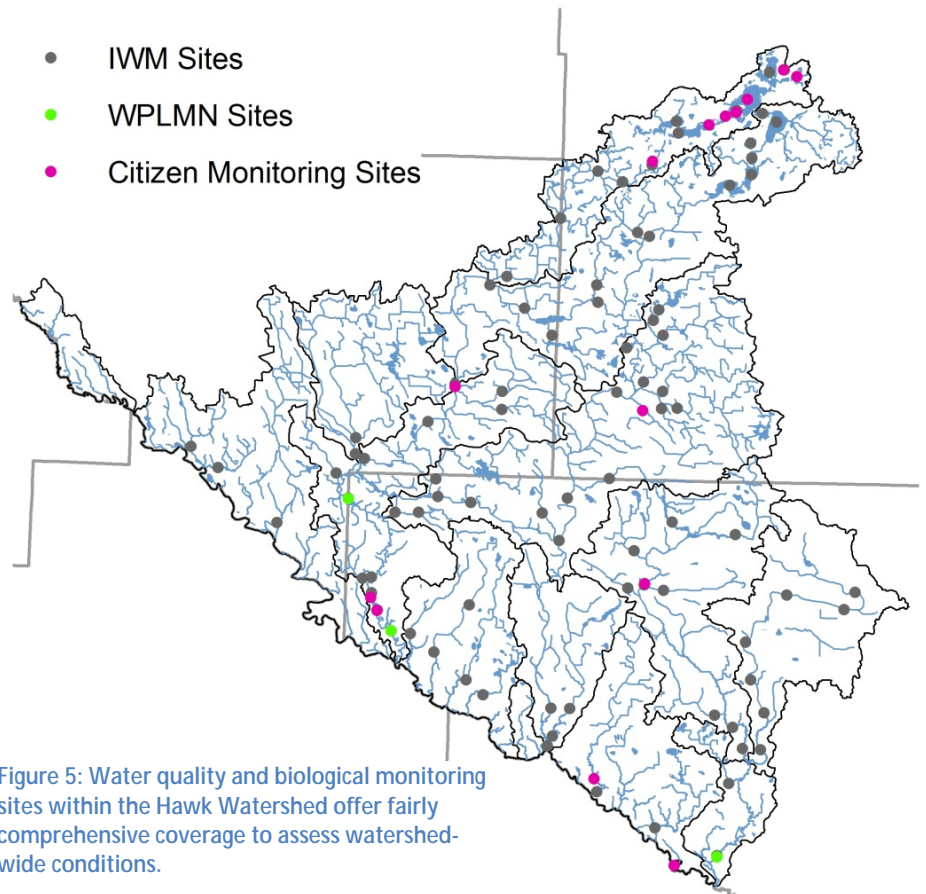 IWM Sites
WPLMN Sites
Citizen Monitoring Sites
Figure 5: Water quality and biological monitoring
sites within the Hawk Watershed offer fairly
comprehensive coverage to assess watershed-
wide conditions.